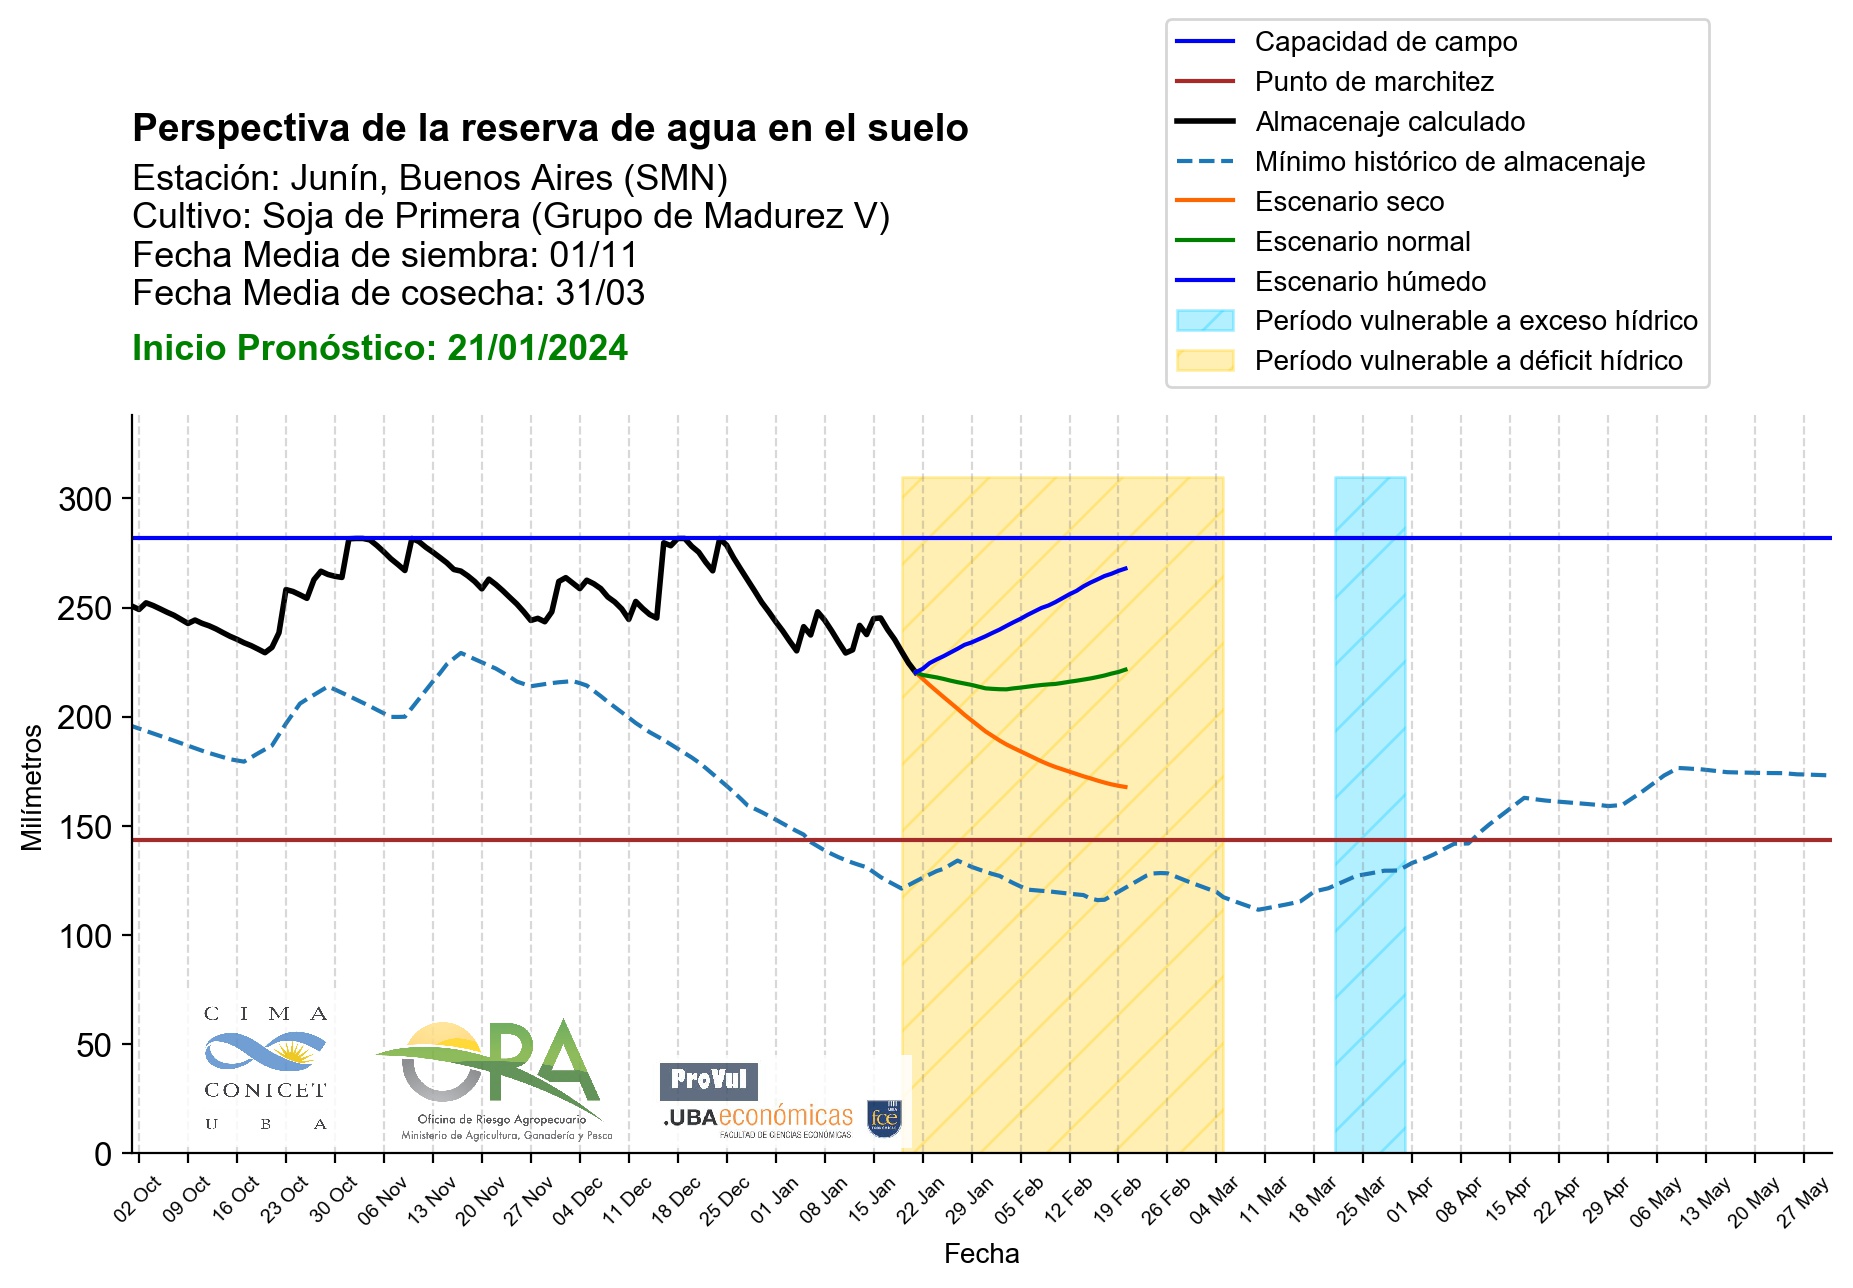 Capacidad de campo
Punto de marchitez
Almacenaje calculado
Mínimo histórico de almacenaje
Escenario seco
Escenario normal
Escenario húmedo
Período vulnerable a exceso hídrico
Período vulnerable a déficit hídrico
Perspectiva de la reserva de agua en el suelo
Estación: Junín, Buenos Aires (SMN)
Cultivo: Soja de Primera (Grupo de Madurez V)
Fecha Media de siembra: 01/11
Fecha Media de cosecha: 31/03
Inicio Pronóstico: 21/01/2024
Milímetros
300
250
200
150
100
50
0
C I M A
CONICET
U B A
ORA
Oficina de Riesgo Agropecuario
Ministerio de Agricultura, Ganadería y Pesca
ProVul
.UBAeconómicas
FACULTAD DE CIENCIAS ECONÓMICAS
UBA
fce
ECONÓMICAS
02 Oct
09 Oct
16 Oct
23 Oct
30 Oct
06 Nov
13 Nov
20 Nov
27 Nov
04 Dec
11 Dec
18 Dec
25 Dec
01 Jan
08 Jan
15 Jan
22 Jan
29 Jan
05 Feb
12 Feb
19 Feb
26 Feb
04 Mar
11 Mar
18 Mar
25 Mar
01 Apr
08 Apr
15 Apr
22 Apr
29 Apr
06 May
13 May
20 May
27 May
Fecha